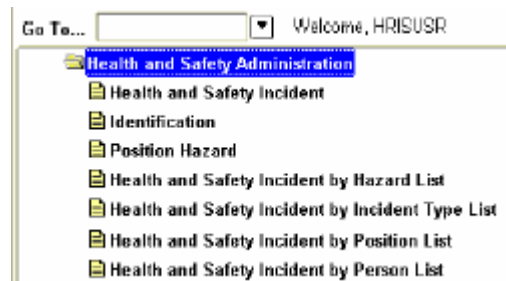 Go To... Welcome, HRISUSR
Health and Safety Administration
Health and Safety Incident
Identification
Position Hazard
Health and Safety Incident by Hazard List
Health and Safety Incident by Incident Type List
Health and Safety Incident by Position List
Health and Safety Incident by Person List